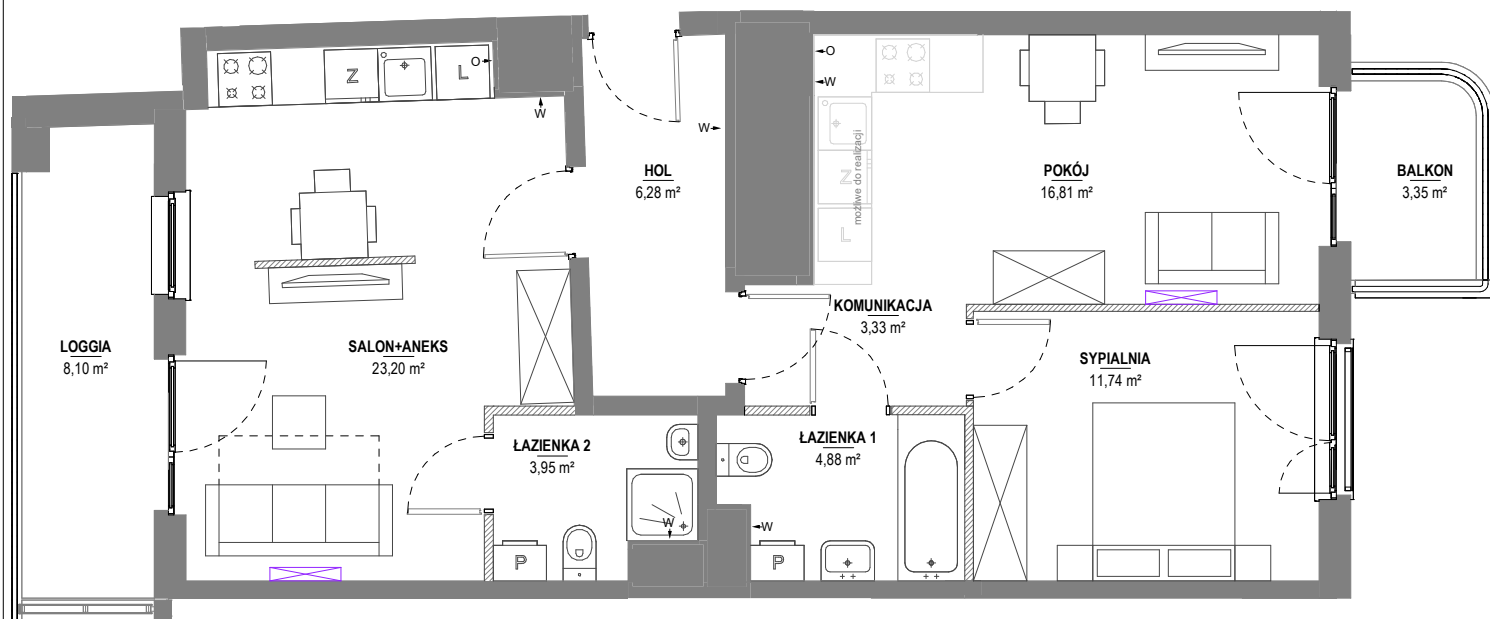 Z
L
O
W
W
HOL
6,28 m²
O
W
Z
L
możliwe do realizacji
POKÓJ
16,81 m²
BALKON
3,35 m²
LOGGIA
8,10 m²
SALON+ANEKS
23,20 m²
KOMUNIKACJA
3,33 m²
SYPIALNIA
11,74 m²
ŁAZIENKA 2
3,95 m²
ŁAZIENKA 1
4,88 m²
W
W
P
P